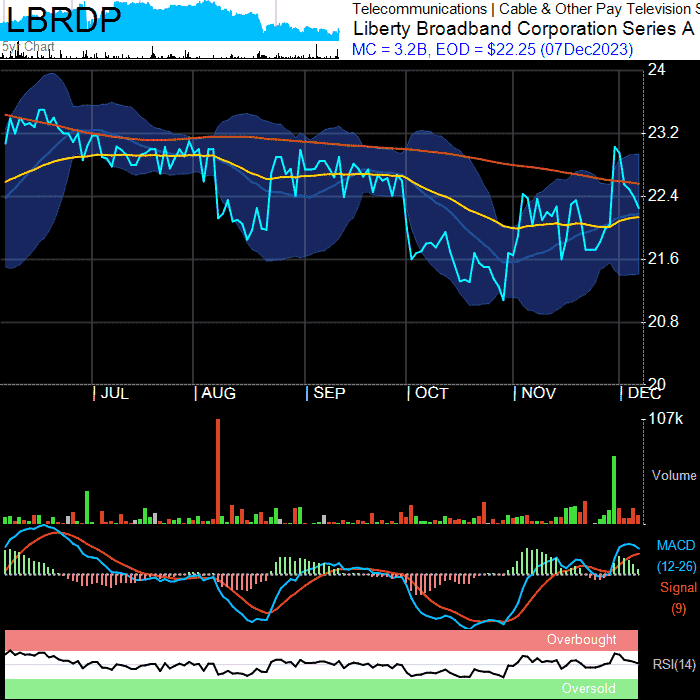 LBRDP
5yr Chart
Telecommunications | Cable & Other Pay Television S
Liberty Broadband Corporation Series A
MC = 3.2B, EOD = $22.25 (07Dec2023)
24
23.2
22.4
21.6
20.8
20
| JUL | AUG | SEP | OCT | NOV | DEC
107k
Volume
MACD
(12-26)
Signal
(9)
Overbought
RSI(14)
Oversold